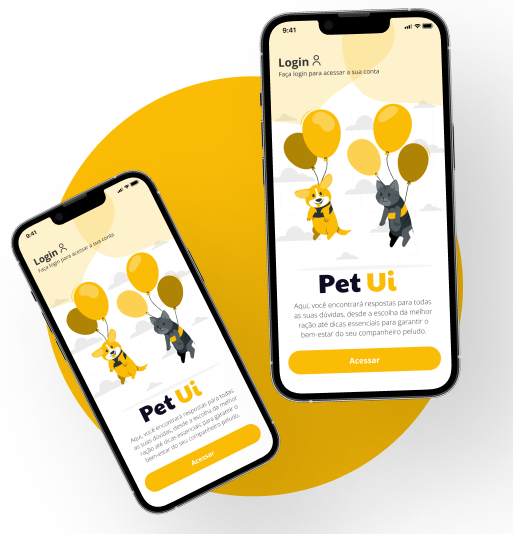 9:41
Login
Faça login para acessar a sua conta
Pet Ui
Aqui, você encontrará respostas para todas
as suas dúvidas, desde a escolha da melhor
ração até dicas essenciais para garantir o
bem-estar do seu companheiro peludo.
Acessar
9:41
Login
Faça login para acessar a sua conta
Pet Ui
Aqui, você encontrará respostas para todas
as suas dúvidas, desde a escolha da melhor
ração até dicas essenciais para garantir o
bem-estar do seu companheiro peludo.
Acessar